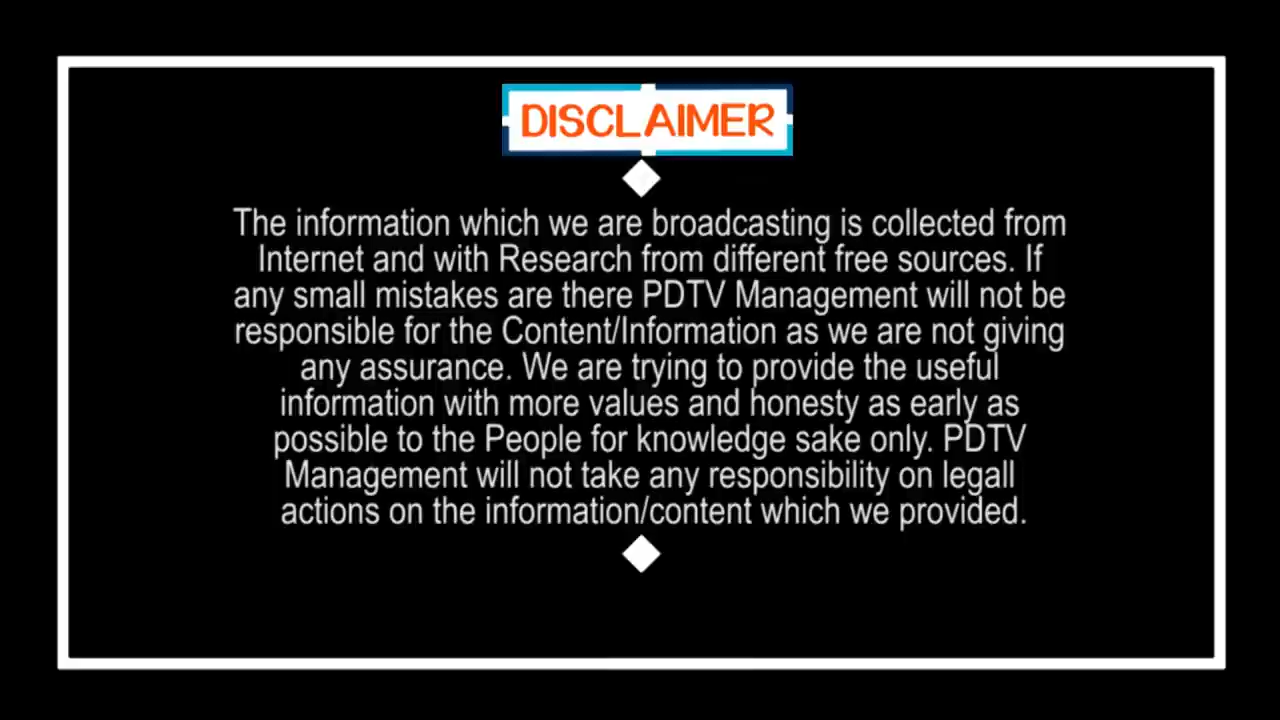 DISCLAIMER
The information which we are broadcasting is collected from
Internet and with Research from different free sources. If
any small mistakes are there PDTV Management will not be
responsible for the Content/Information as we are not giving
any assurance. We are trying to provide the useful
information with more values and honesty as early as
possible to the People for knowledge sake only. PDTV
Management will not take any responsibility on legall
actions on the information/content which we provided.